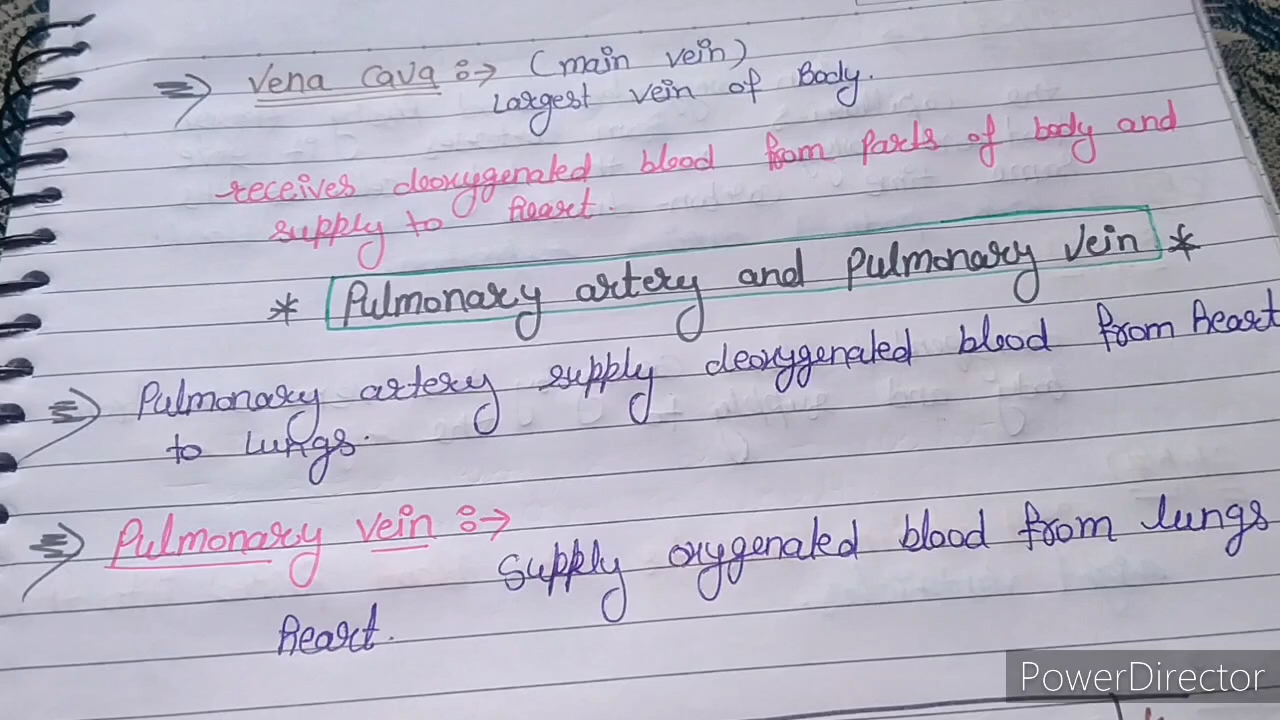 ⇒ Vena Cava :→ (main vein)
Largest vein of Body.
receives deoxygenated blood from parts of body and
supply to heart.
* Pulmonary artery and Pulmonary vein *
⇒ Pulmonary artery supply deoxygenated blood from heart
to lungs.
⇒ Pulmonary vein :→
supply oxygenated blood from lungs
heart.
PowerDirector